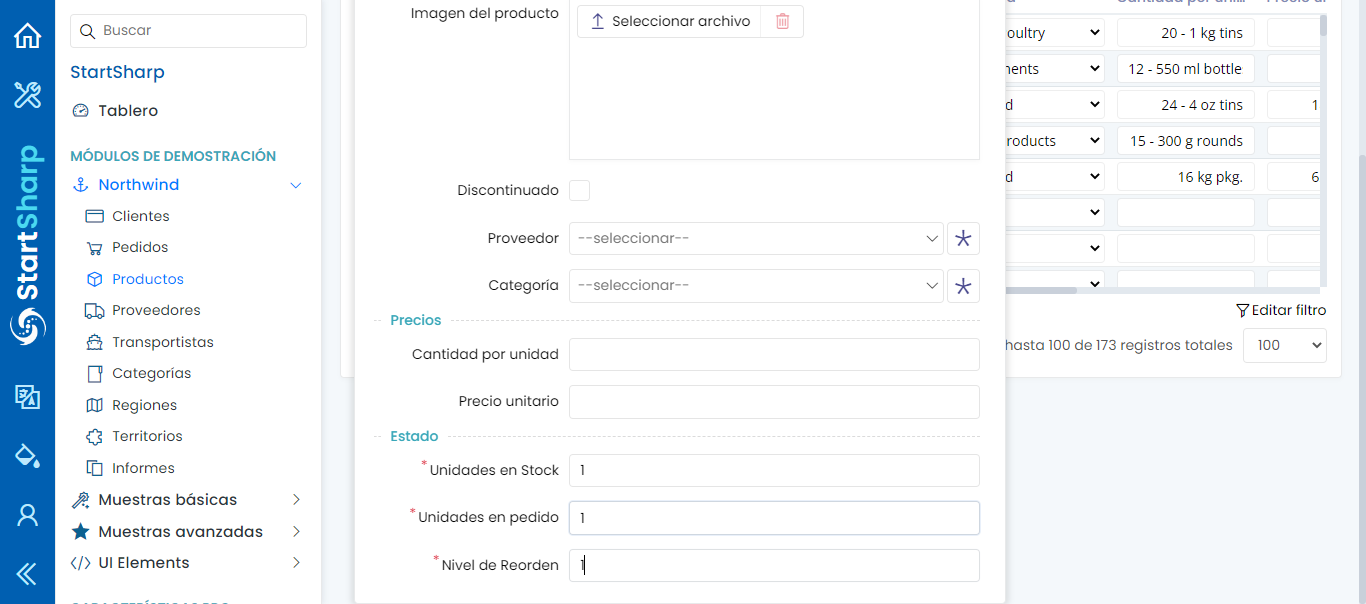 Buscar
StartSharp
Tablero
MÓDULOS DE DEMOSTRACIÓN
Northwind
Clientes
Pedidos
Productos
Proveedores
Transportistas
Categorías
Regiones
Territorios
Informes
Muestras básicas
Muestras avanzadas
UI Elements
StartSharp
Imagen del producto
Seleccionar archivo
Discontinuado
Proveedor
--seleccionar--
Categoría
--seleccionar--
Precios
Cantidad por unidad
Precio unitario
Estado
*Unidades en Stock
1
*Unidades en pedido
1
*Nivel de Reorden
1
oultry
20 - 1 kg tins
nents
12 - 550 ml bottle
d
24 - 4 oz tins
1
roducts
15 - 300 g rounds
d
16 kg pkg.
6
Editar filtro
hasta 100 de 173 registros totales
100